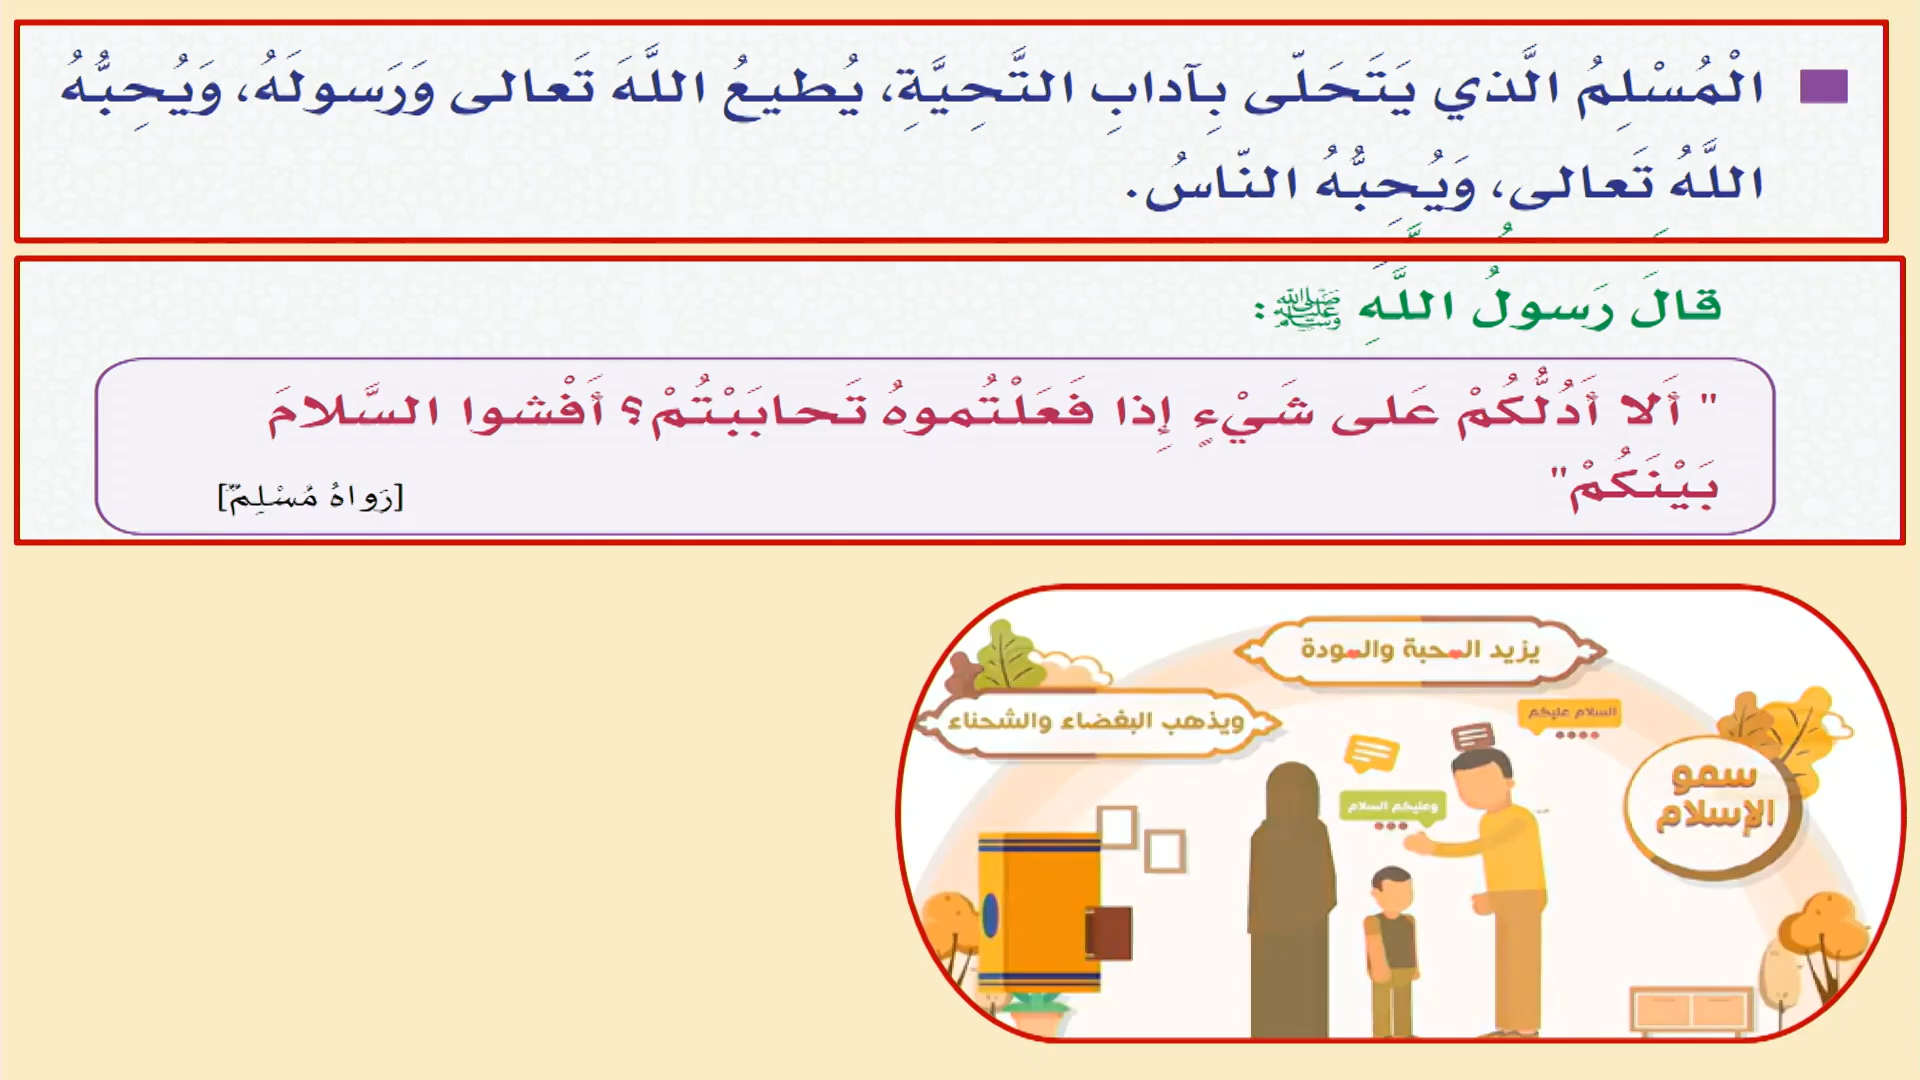 الْمُسْلِمُ الَّذي يَتَحَلّى بِآدابِ التَّحِيَّةِ، يُطيعُ اللَّهَ تَعالى وَرَسولَهُ، وَيُحِبُّهُ
اللَّهُ تَعالى، وَيُحِبُّهُ النّاسُ.
قالَ رَسولُ اللَّهِ ﷺ:
" أَلا أَدُلُّكُمْ عَلى شَيْءٍ إِذا فَعَلْتُموهُ تَحابَبْتُمْ؟ أَفْشوا السَّلامَ
بَيْنَكُمْ"
[رَواهُ مُسْلِمٌ]
يزيد المحبة والمودة
ويذهب البغضاء والشحناء
السلام عليكم
وعليكم السلام
سمو
الإسلام